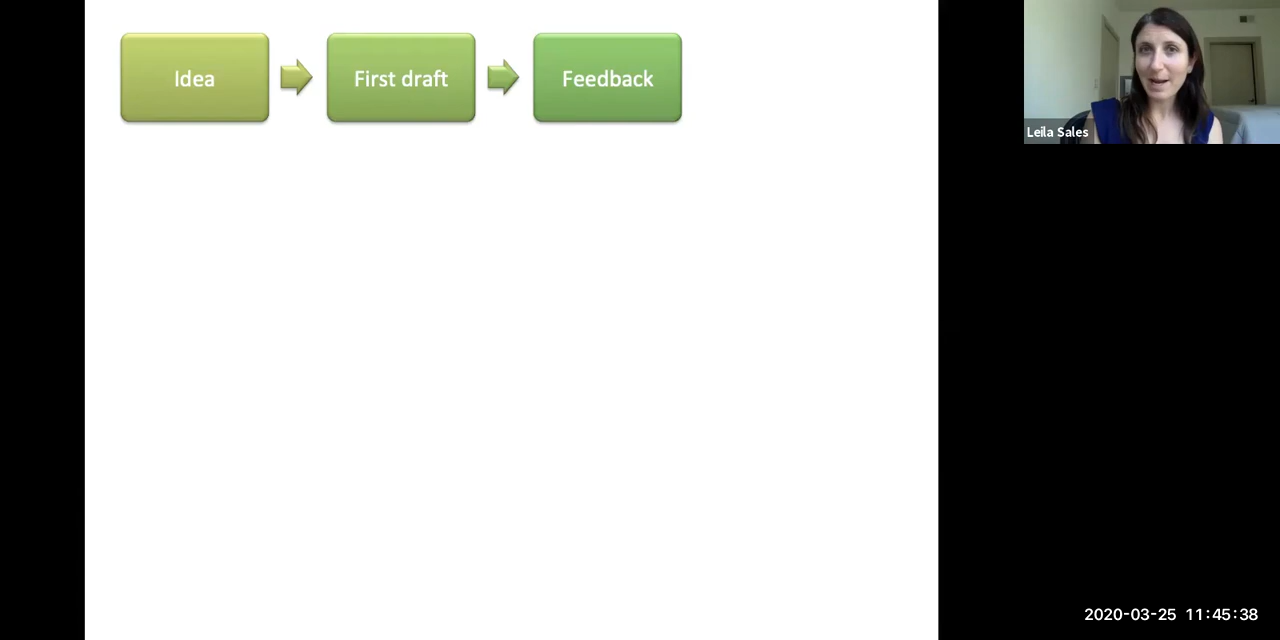 Idea
First draft
Feedback
Leila Sales
2020-03-25 11:45:38